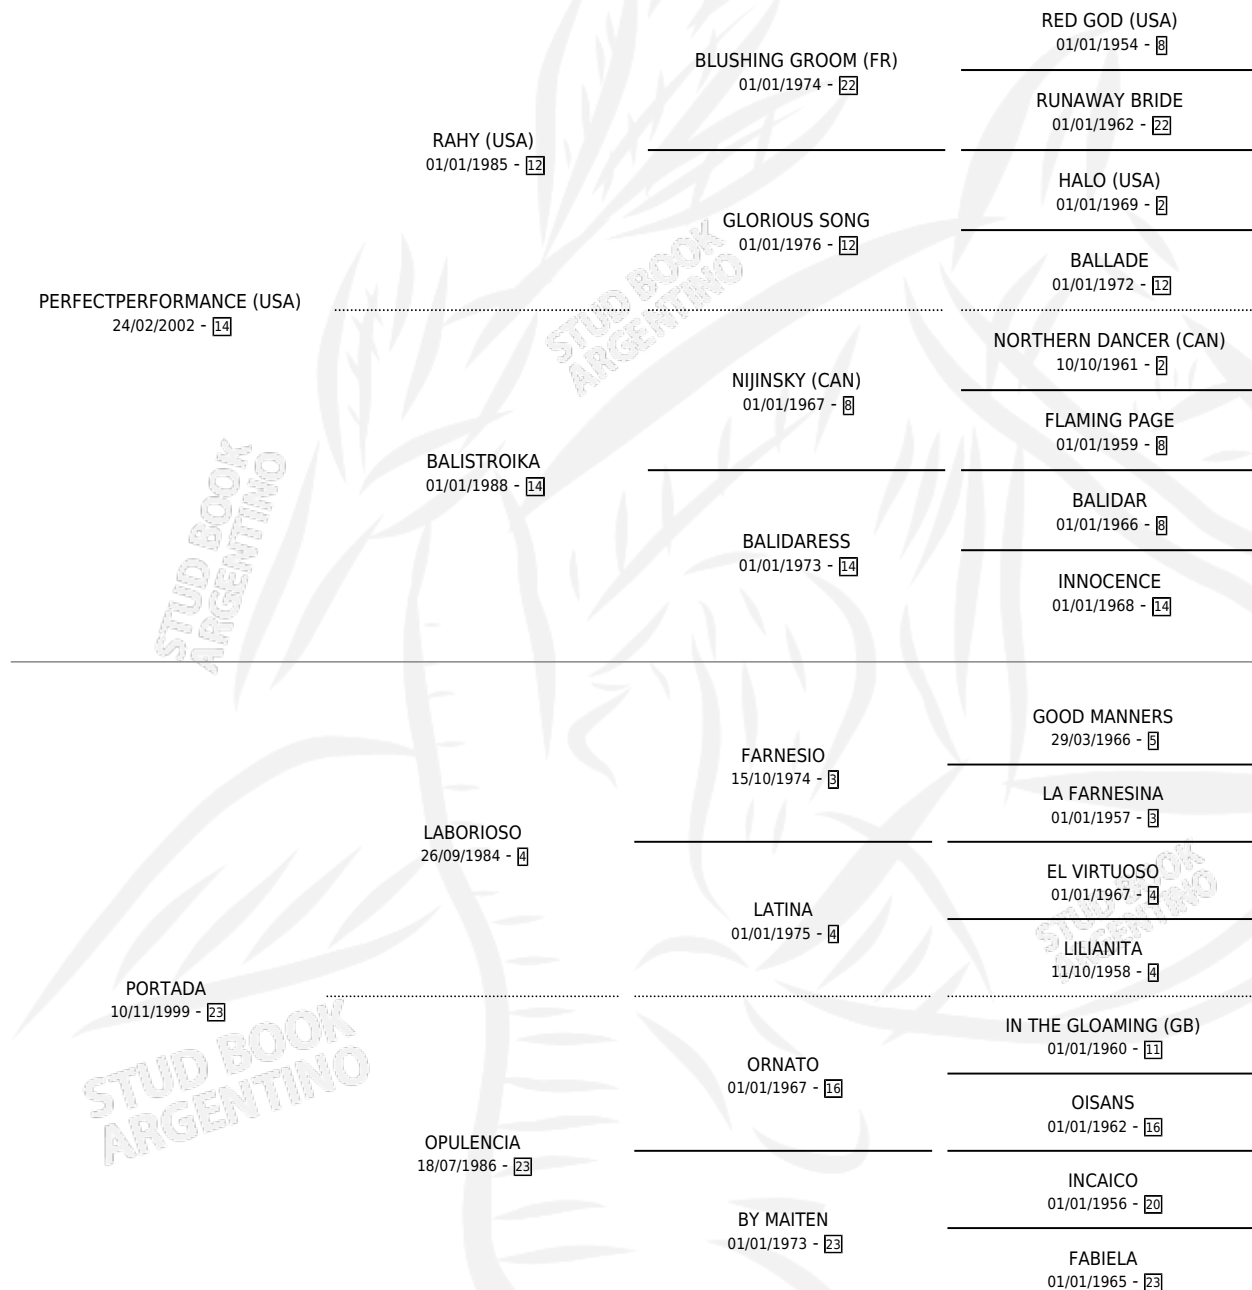 RED GOD (USA)
01/01/1954 - 8
BLUSHING GROOM (FR)
01/01/1974 - 22
RUNAWAY BRIDE
01/01/1962 - 22
RAHY (USA)
01/01/1985 - 12
HALO (USA)
01/01/1969 - 2
GLORIOUS SONG
01/01/1976 - 12
BALLADE
01/01/1972 - 12
PERFECTPERFORMANCE (USA)
24/02/2002 - 14
NORTHERN DANCER (CAN)
10/10/1961 - 2
NIJINSKY (CAN)
01/01/1967 - 8
FLAMING PAGE
01/01/1959 - 8
BALISTROIKA
01/01/1988 - 14
BALIDAR
01/01/1966 - 8
BALIDARESS
01/01/1973 - 14
INNOCENCE
01/01/1968 - 14
GOOD MANNERS
29/03/1966 - 5
FARNESIO
15/10/1974 - 3
LA FARNESINA
01/01/1957 - 3
LABORIOSO
26/09/1984 - 4
EL VIRTUOSO
01/01/1967 - 4
LATINA
01/01/1975 - 4
LILIANITA
11/10/1958 - 4
PORTADA
10/11/1999 - 23
IN THE GLOAMING (GB)
01/01/1960 - 11
ORNATO
01/01/1967 - 16
OISANS
01/01/1962 - 16
OPULENCIA
18/07/1986 - 23
INCAICO
01/01/1956 - 20
BY MAITEN
01/01/1973 - 23
FABIELA
01/01/1965 - 23
STUD BOOK
ARGENTINO
STUD BOOK
ARGENTINO
STUD BOOK
ARGENTINO
STUD BOOK
ARGENTINO